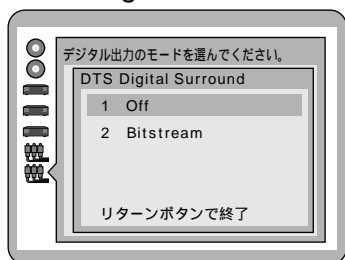 デジタル出力のモードを選んでください。
DTS Digital Surround
1 Off
2 Bitstream
リターンボタンで終了